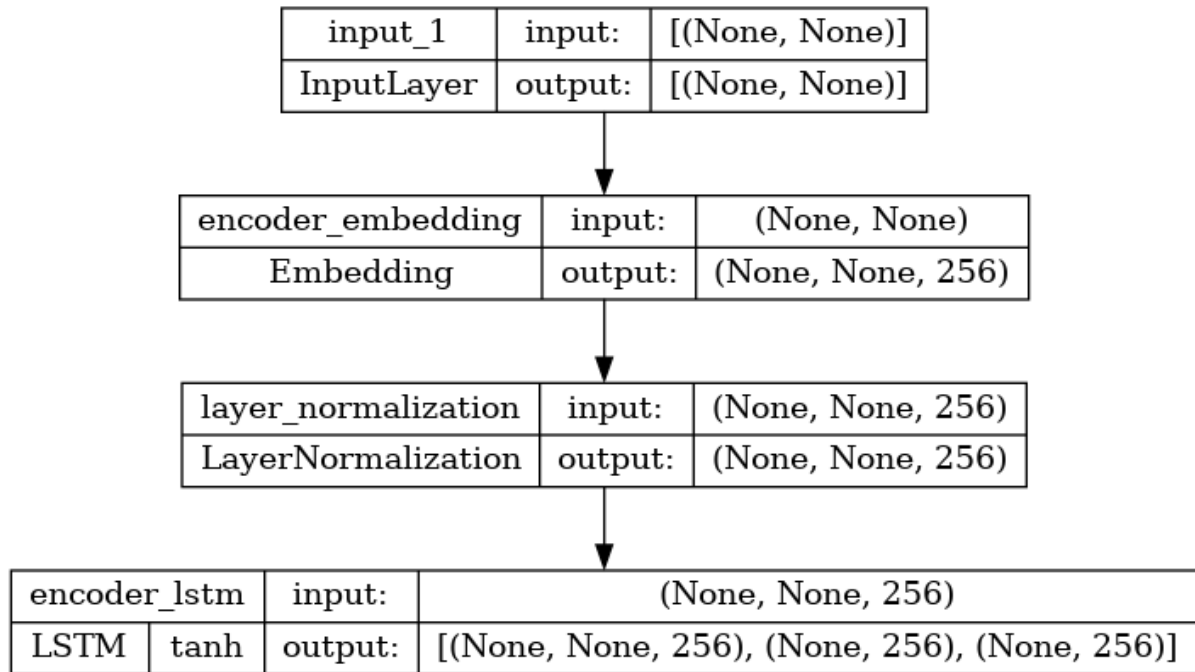 input_1 input: [(None, None)]
InputLayer output: [(None, None)]
encoder_embedding input: (None, None)
Embedding output: (None, None, 256)
layer_normalization input: (None, None, 256)
LayerNormalization output: (None, None, 256)
encoder_lstm input: (None, None, 256)
LSTM tanh output: [(None, None, 256), (None, 256), (None, 256)]